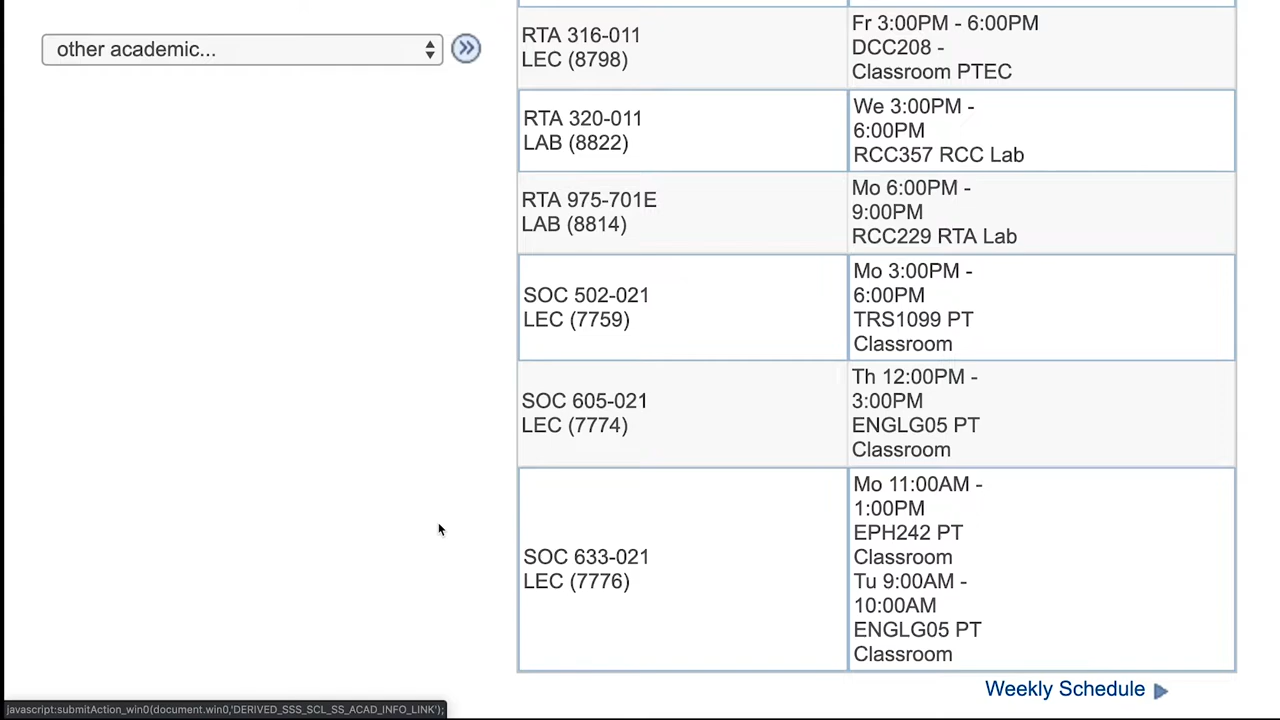 other academic...
RTA 316-011
LEC (8798)
Fr 3:00PM - 6:00PM
DCC208 -
Classroom PTEC
RTA 320-011
LAB (8822)
We 3:00PM -
6:00PM
RCC357 RCC Lab
RTA 975-701E
LAB (8814)
Mo 6:00PM -
9:00PM
RCC229 RTA Lab
SOC 502-021
LEC (7759)
Mo 3:00PM -
6:00PM
TRS1099 PT
Classroom
SOC 605-021
LEC (7774)
Th 12:00PM -
3:00PM
ENGLG05 PT
Classroom
SOC 633-021
LEC (7776)
Mo 11:00AM -
1:00PM
EPH242 PT
Classroom
Tu 9:00AM -
10:00AM
ENGLG05 PT
Classroom
Weekly Schedule
javascript:submitAction_win0(document.win0,'DERIVED_SSS_SCL_SS_ACAD_INFO_LINK');